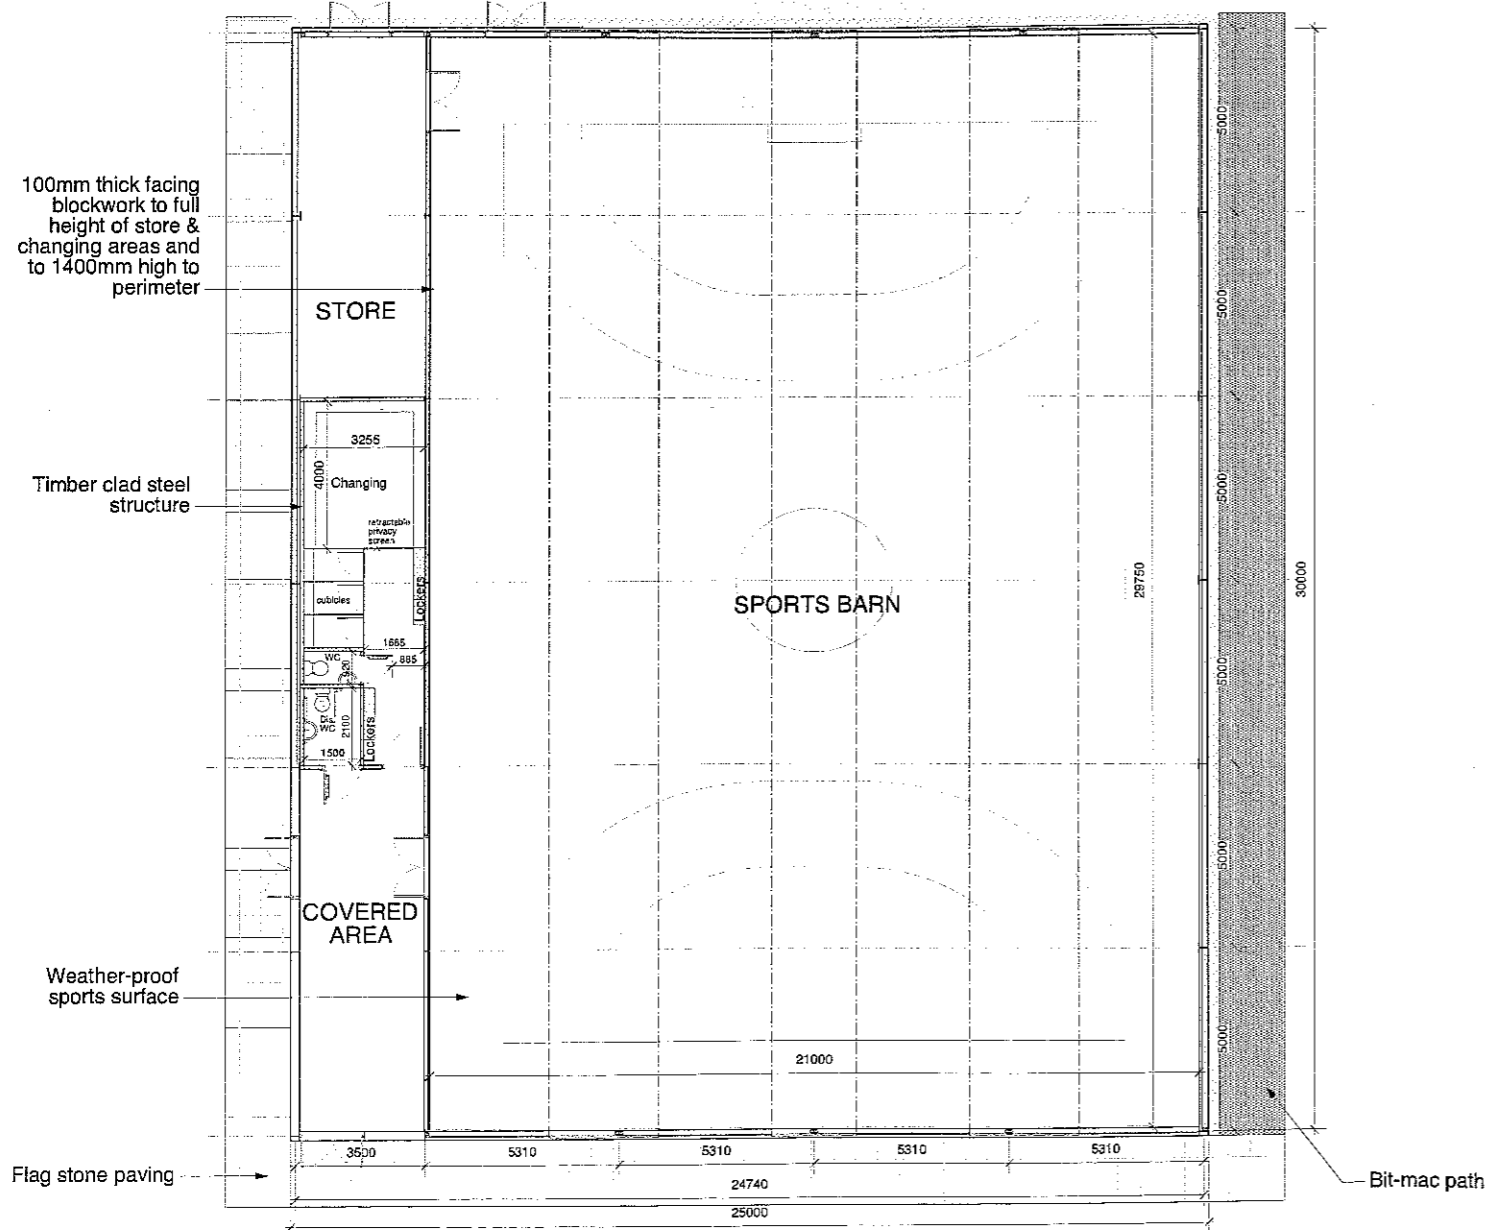 100mm thick facing
blockwork to full
height of store &
changing areas and
to 1400mm high to
perimeter
STORE
5000
5000
3255
4000
Changing
Timber clad steel
structure
retractable
privacy
screen
5000
cubicles
Lockers
SPORTS BARN
29750
30000
1665
WC
885
920
5000
WC
2100
Lockers
1500
5000
COVERED
AREA
Weather-proof
sports surface
5000
21000
3500
5310
5310
5310
5310
Flag stone paving
24740
Bit-mac path
25000